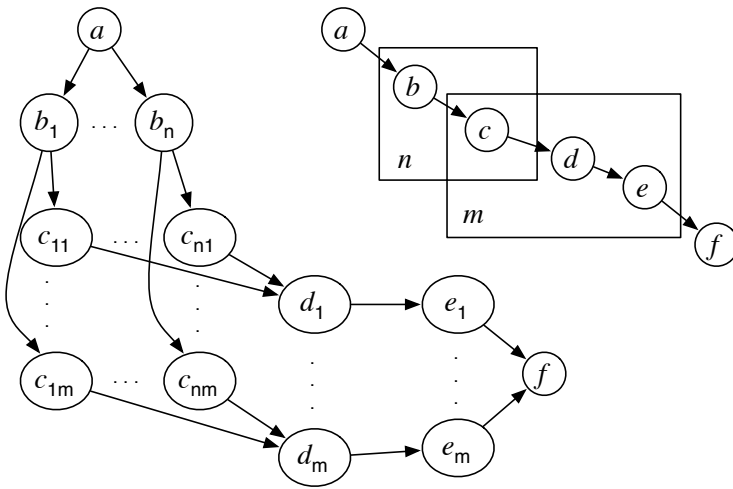 a
a
b
c
d
e
f
n
m
b1 ... bn
c11 ... cn1
d1
e1
c1m ... cnm
dm
em
f